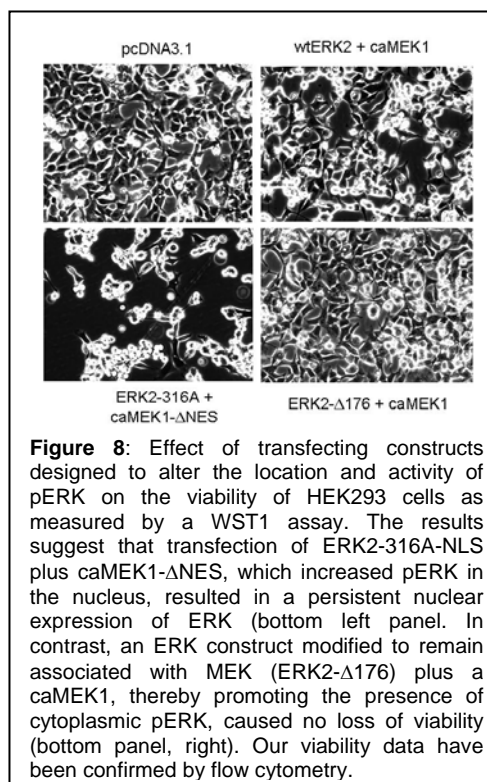 pcDNA3.1
wtERK2 + caMEK1
ERK2-316A +
caMEK1-ΔNES
ERK2-Δ176 + caMEK1
Figure 8: Effect of transfecting constructs
designed to alter the location and activity of
pERK on the viability of HEK293 cells as
measured by a WST1 assay. The results
suggest that transfection of ERK2-316A-NLS
plus caMEK1-ΔNES, which increased pERK in
the nucleus, resulted in a persistent nuclear
expression of ERK (bottom left panel. In
contrast, an ERK construct modified to remain
associated with MEK (ERK2-Δ176) plus a
caMEK1, thereby promoting the presence of
cytoplasmic pERK, caused no loss of viability
(bottom panel, right). Our viability data have
been confirmed by flow cytometry.